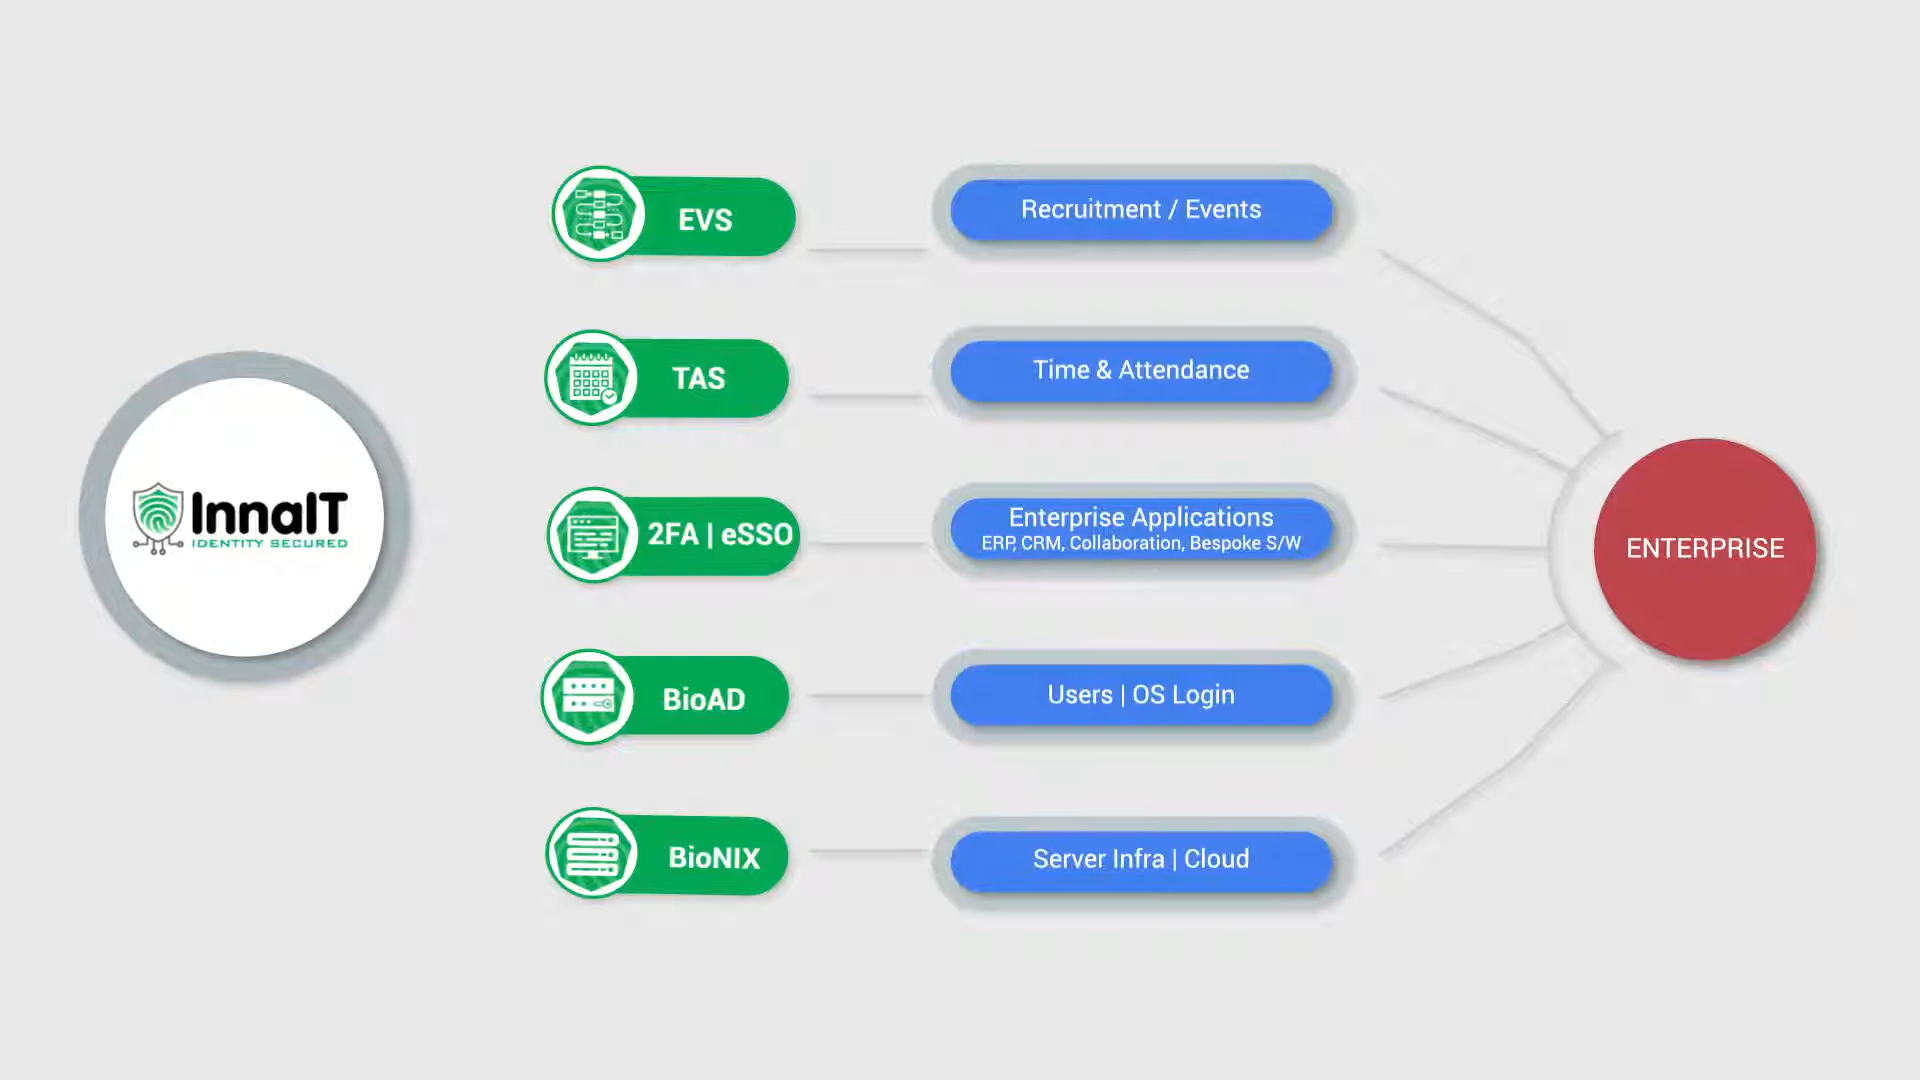 InnaIT
IDENTITY SECURED
EVS
Recruitment / Events
TAS
Time & Attendance
2FA | eSSO
Enterprise Applications
ERP, CRM, Collaboration, Bespoke S/W
BioAD
Users | OS Login
BioNIX
Server Infra | Cloud
ENTERPRISE